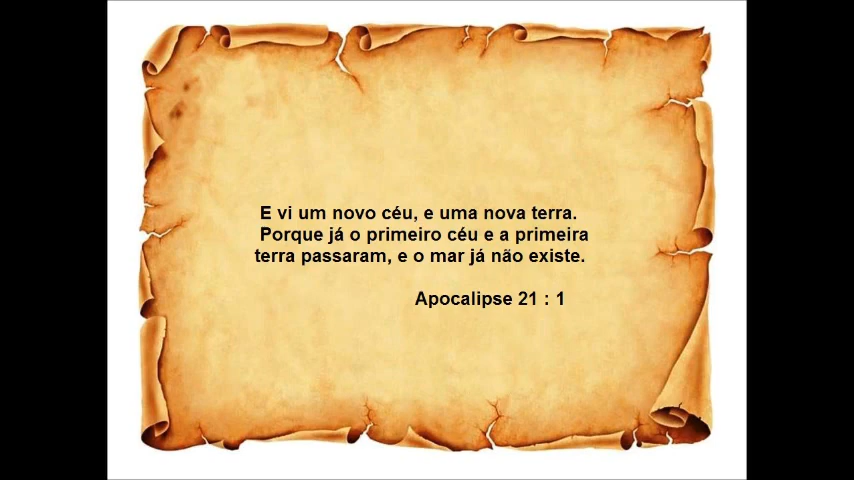 E vi um novo céu, e uma nova terra.
Porque já o primeiro céu e a primeira
terra passaram, e o mar já não existe.
Apocalipse 21 : 1